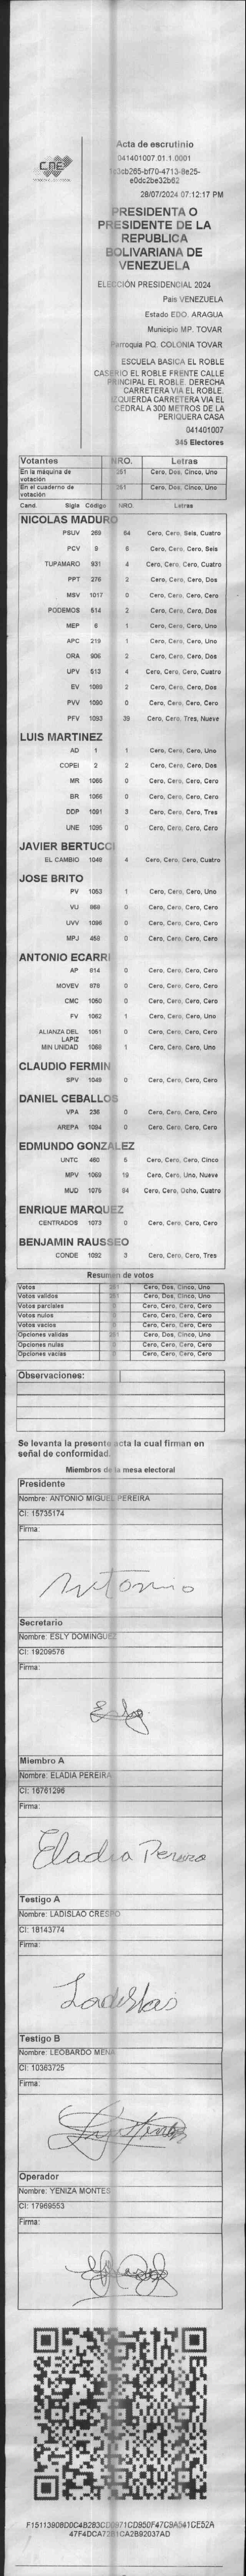 CNE
Acta de escrutinio
041401007.01.1.0001
1c3cb265-bf70-4713-8e25-
e0dc2be32b62
28/07/2024 07:12:17 PM
PRESIDENTA O
PRESIDENTE DE LA
REPUBLICA
BOLIVARIANA DE
VENEZUELA
ELECCIÓN PRESIDENCIAL 2024
País VENEZUELA
Estado EDO. ARAGUA
Municipio MP. TOVAR
Parroquia PQ. COLONIA TOVAR
ESCUELA BASICA EL ROBLE
CASERIO EL ROBLE FRENTE CALLE
PRINCIPAL EL ROBLE. DERECHA
CARRETERA VIA EL ROBLE.
IZQUIERDA CARRETERA VIA EL
CEDRAL A 300 METROS DE LA
PERIQUERA CASA
041401007
345 Electores
Votantes NRO. Letras
En la máquina de votación 251 Cero, Dos, Cinco, Uno
En el cuaderno de votación 251 Cero, Dos, Cinco, Uno
Cand. Sigla Código NRO. Letras
NICOLAS MADURO
PSUV 269 64 Cero, Cero, Seis, Cuatro
PCV 9 6 Cero, Cero, Cero, Seis
TUPAMARO 931 4 Cero, Cero, Cero, Cuatro
PPT 276 2 Cero, Cero, Cero, Dos
MSV 1017 0 Cero, Cero, Cero, Cero
PODEMOS 514 2 Cero, Cero, Cero, Dos
MEP 6 1 Cero, Cero, Cero, Uno
APC 219 1 Cero, Cero, Cero, Uno
ORA 906 2 Cero, Cero, Cero, Dos
UPV 513 4 Cero, Cero, Cero, Cuatro
EV 1069 2 Cero, Cero, Cero, Dos
PVV 1090 0 Cero, Cero, Cero, Cero
PFV 1093 39 Cero, Cero, Tres, Nueve
LUIS MARTINEZ
AD 1 1 Cero, Cero, Cero, Uno
COPEI 2 2 Cero, Cero, Cero, Dos
MR 1065 0 Cero, Cero, Cero, Cero
BR 1066 0 Cero, Cero, Cero, Cero
DDP 1091 3 Cero, Cero, Cero, Tres
UNE 1095 0 Cero, Cero, Cero, Cero
JAVIER BERTUCCI
EL CAMBIO 1048 4 Cero, Cero, Cero, Cuatro
JOSE BRITO
PV 1053 1 Cero, Cero, Cero, Uno
VU 868 0 Cero, Cero, Cero, Cero
UVV 1096 0 Cero, Cero, Cero, Cero
MPJ 458 0 Cero, Cero, Cero, Cero
ANTONIO ECARRI
AP 614 0 Cero, Cero, Cero, Cero
MOVEV 878 0 Cero, Cero, Cero, Cero
CMC 1050 0 Cero, Cero, Cero, Cero
FV 1062 1 Cero, Cero, Cero, Uno
ALIANZA DEL LAPIZ 1051 0 Cero, Cero, Cero, Cero
MIN UNIDAD 1088 1 Cero, Cero, Cero, Uno
CLAUDIO FERMIN
SPV 1049 0 Cero, Cero, Cero, Cero
DANIEL CEBALLOS
VPA 236 0 Cero, Cero, Cero, Cero
AREPA 1094 0 Cero, Cero, Cero, Cero
EDMUNDO GONZALEZ
UNTC 460 5 Cero, Cero, Cero, Cinco
MPV 1069 19 Cero, Cero, Uno, Nueve
MUD 1075 84 Cero, Cero, Ocho, Cuatro
ENRIQUE MARQUEZ
CENTRADOS 1073 0 Cero, Cero, Cero, Cero
BENJAMIN RAUSSEO
CONDE 1092 3 Cero, Cero, Cero, Tres
Resumen de votos
Votos 251 Cero, Dos, Cinco, Uno
Votos validos 251 Cero, Dos, Cinco, Uno
Votos parciales 0 Cero, Cero, Cero, Cero
Votos nulos 0 Cero, Cero, Cero, Cero
Votos vacios 0 Cero, Cero, Cero, Cero
Opciones validas 251 Cero, Dos, Cinco, Uno
Opciones nulas 0 Cero, Cero, Cero, Cero
Opciones vacias 0 Cero, Cero, Cero, Cero
Observaciones:
Se levanta la presente acta la cual firman en
señal de conformidad.
Miembros de la mesa electoral
Presidente
Nombre: ANTONIO MIGUEL PEREIRA
CI: 15735174
Firma:
Antonio
Secretario
Nombre: ESLY DOMINGUEZ
CI: 19209576
Firma:
Miembro A
Nombre: ELADIA PEREIRA
CI: 16761296
Firma:
Eladia Pereira
Testigo A
Nombre: LADISLAO CRESPO
CI: 18143774
Firma:
Ladislao
Testigo B
Nombre: LEOBARDO MENA
CI: 10363725
Firma:
Operador
Nombre: YENIZA MONTES
CI: 17969553
Firma: